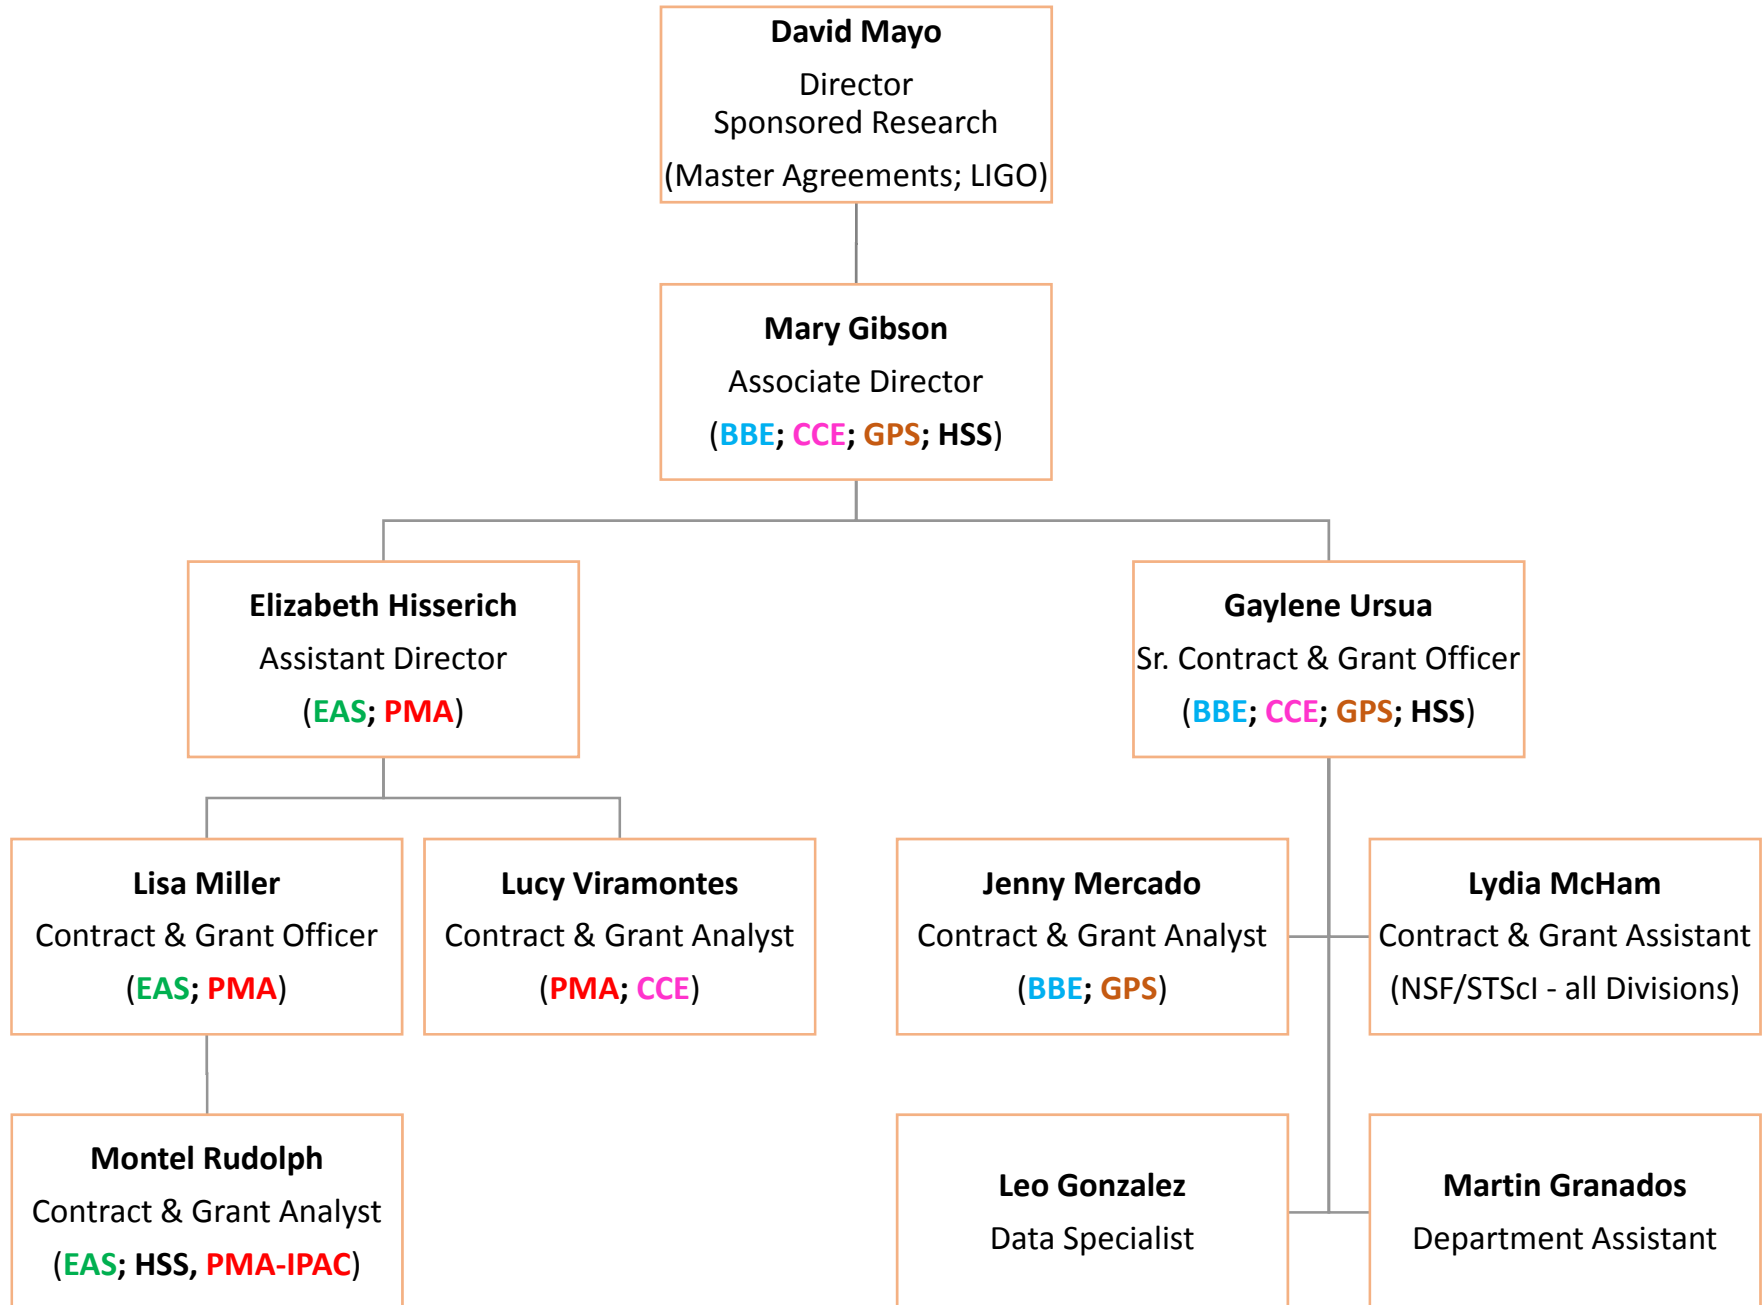 David Mayo
Director
Sponsored Research
(Master Agreements; LIGO)
Mary Gibson
Associate Director
(BBE; CCE; GPS; HSS)
Elizabeth Hisserich
Assistant Director
(EAS; PMA)
Gaylene Ursua
Sr. Contract & Grant Officer
(BBE; CCE; GPS; HSS)
Lisa Miller
Contract & Grant Officer
(EAS; PMA)
Lucy Viramontes
Contract & Grant Analyst
(PMA; CCE)
Jenny Mercado
Contract & Grant Analyst
(BBE; GPS)
Lydia McHam
Contract & Grant Assistant
(NSF/STScI - all Divisions)
Montel Rudolph
Contract & Grant Analyst
(EAS; HSS, PMA-IPAC)
Leo Gonzalez
Data Specialist
Martin Granados
Department Assistant